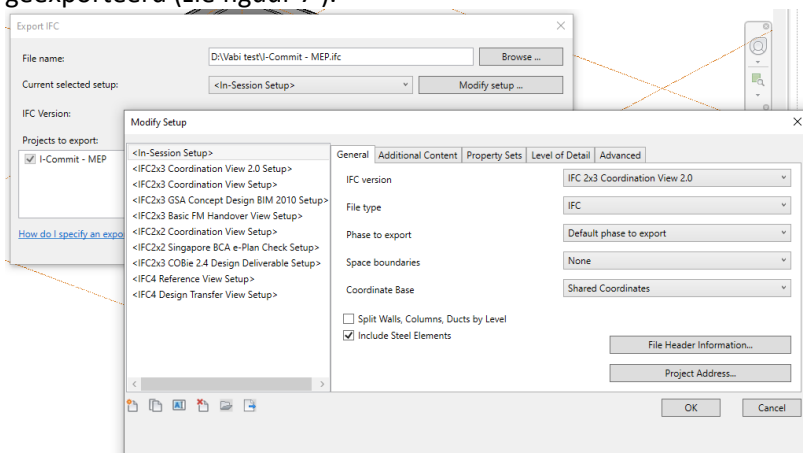 geëxporteerd (zie figuur 7).
Export IFC
File name:
D:\Vabi test\I-Commit - MEP.ifc
Browse ...
Current selected setup:
<In-Session Setup>
Modify setup ...
IFC Version:
Projects to export:
I-Commit - MEP
How do I specify an expo
Modify Setup
<In-Session Setup>
<IFC2x3 Coordination View 2.0 Setup>
<IFC2x3 Coordination View Setup>
<IFC2x3 GSA Concept Design BIM 2010 Setup>
<IFC2x3 Basic FM Handover View Setup>
<IFC2x2 Coordination View Setup>
<IFC2x2 Singapore BCA e-Plan Check Setup>
<IFC2x3 COBie 2.4 Design Deliverable Setup>
<IFC4 Reference View Setup>
<IFC4 Design Transfer View Setup>
General Additional Content Property Sets Level of Detail Advanced
IFC version
IFC 2x3 Coordination View 2.0
File type
IFC
Phase to export
Default phase to export
Space boundaries
None
Coordinate Base
Shared Coordinates
Split Walls, Columns, Ducts by Level
Include Steel Elements
File Header Information...
Project Address...
OK Cancel